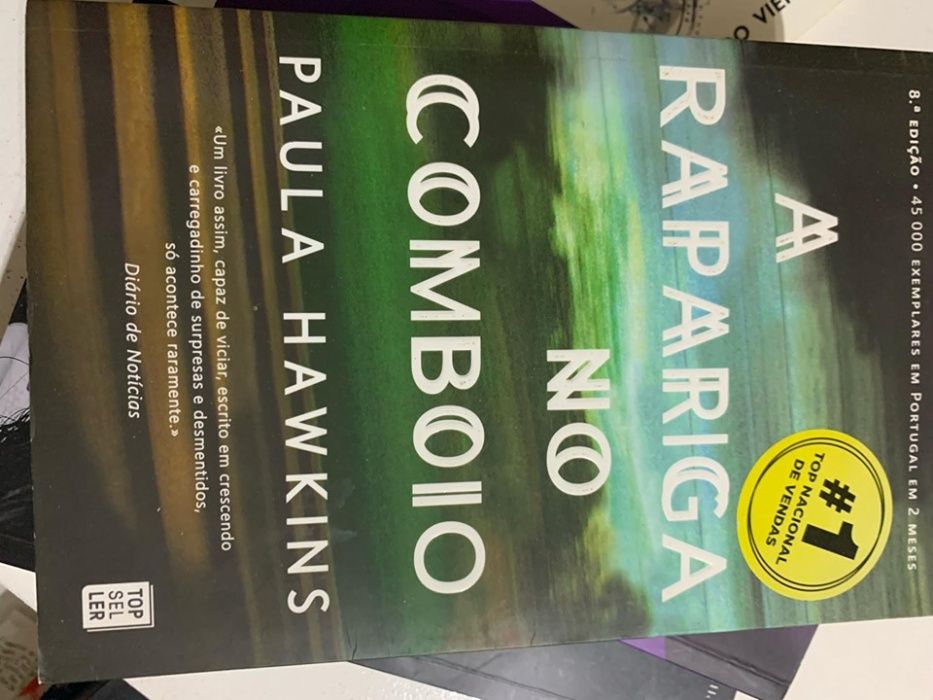 8.ª EDIÇÃO • 45 000 EXEMPLARES EM PORTUGAL EM 2 MESES
#1
TOP NACIONAL
DE VENDAS
A
RAPARIGA
NO
COMBOIO
PAULA HAWKINS
«Um livro assim, capaz de viciar, escrito em crescendo
e carregadinho de surpresas e desmentidos,
só acontece raramente.»
Diário de Notícias
TOP
SEL
LER